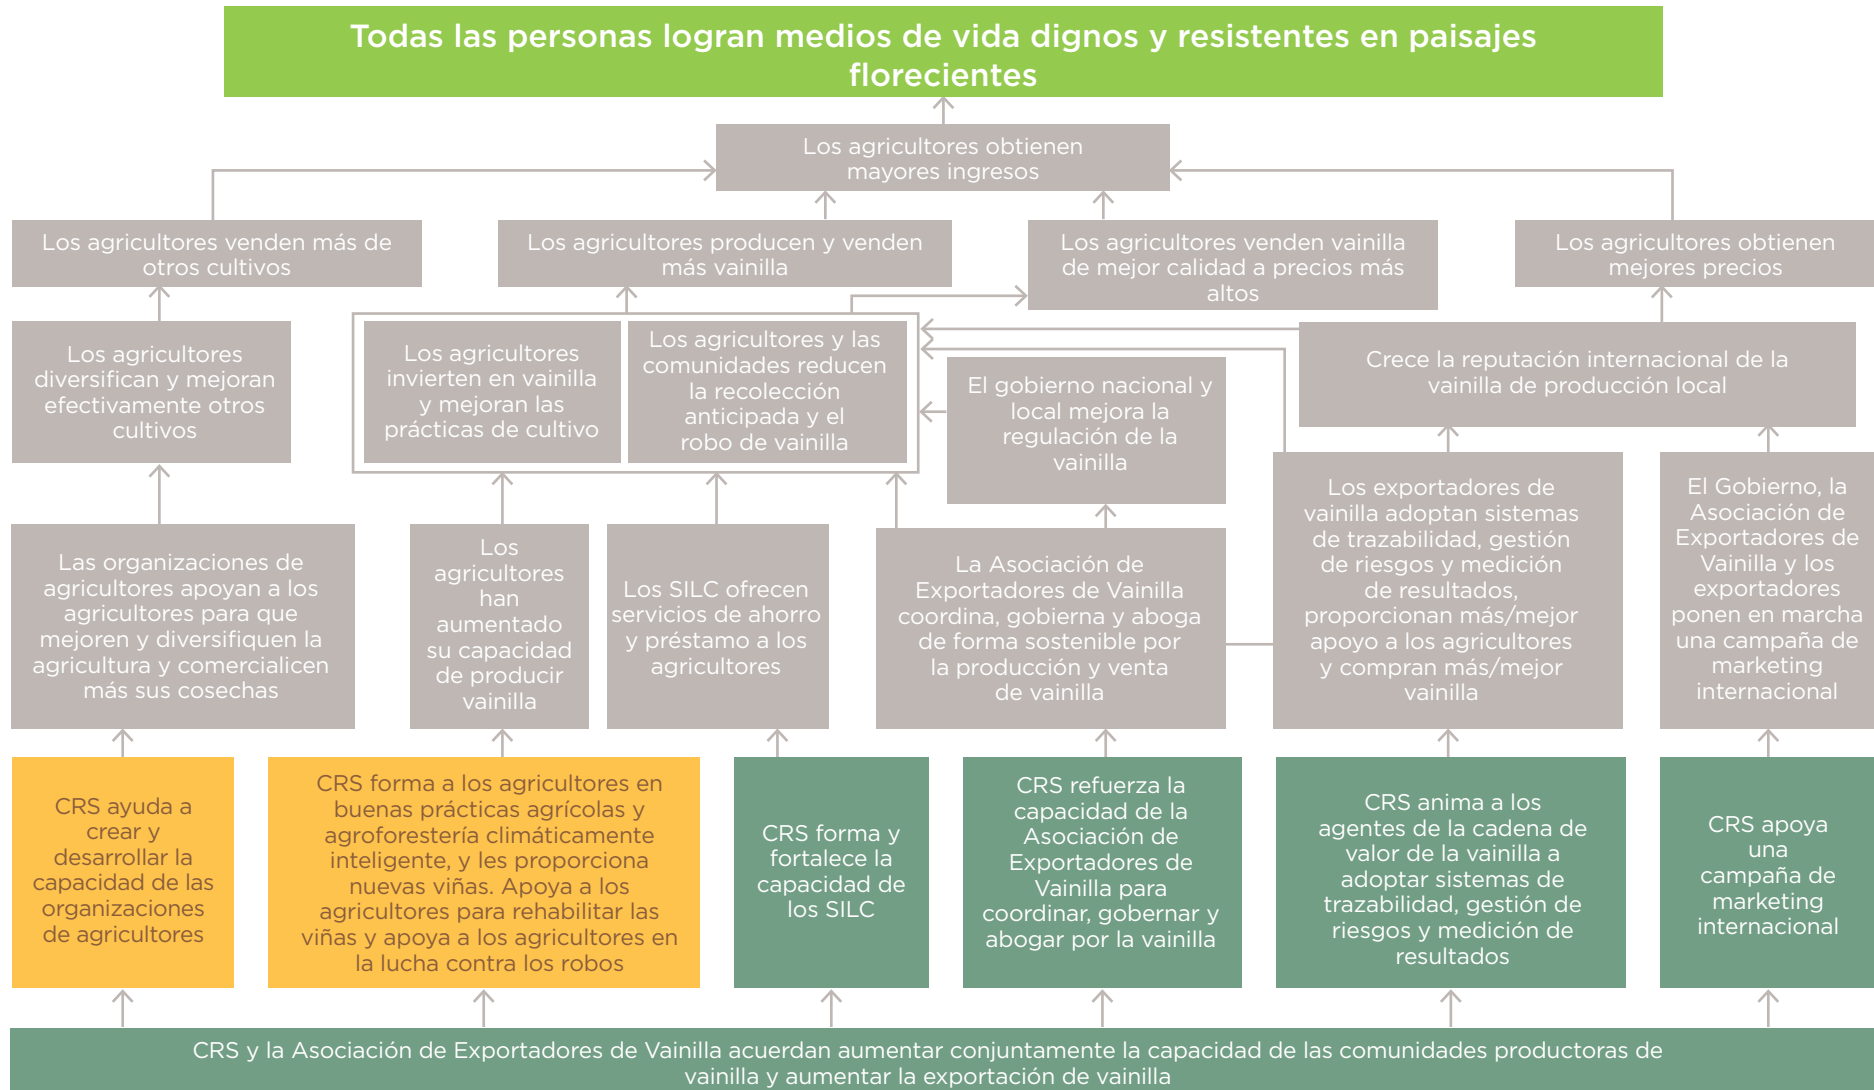 Todas las personas logran medios de vida dignos y resistentes en paisajes
florecientes
Los agricultores obtienen
mayores ingresos
Los agricultores venden más de
otros cultivos
Los agricultores producen y venden
más vainilla
Los agricultores venden vainilla
de mejor calidad a precios más
altos
Los agricultores obtienen
mejores precios
Los agricultores
diversifican y mejoran
efectivamente otros
cultivos
Los agricultores
invierten en vainilla
y mejoran las
prácticas de cultivo
Los agricultores y las
comunidades reducen
la recolección
anticipada y el
robo de vainilla
El gobierno nacional y
local mejora la
regulación de la
vainilla
Crece la reputación internacional de la
vainilla de producción local
Las organizaciones de
agricultores apoyan a los
agricultores para que
mejoren y diversifiquen la
agricultura y comercialicen
más sus cosechas
Los
agricultores
han
aumentado
su capacidad
de producir
vainilla
Los SILC ofrecen
servicios de ahorro
y préstamo a los
agricultores
La Asociación de
Exportadores de Vainilla
coordina, gobierna y aboga
de forma sostenible por
la producción y venta
de vainilla
Los exportadores de
vainilla adoptan sistemas
de trazabilidad, gestión
de riesgos y medición
de resultados,
proporcionan más/mejor
apoyo a los agricultores
y compran más/mejor
vainilla
El Gobierno, la
Asociación de
Exportadores de
Vainilla y los
exportadores
ponen en marcha
una campaña de
marketing
internacional
CRS ayuda a
crear y
desarrollar la
capacidad de las
organizaciones
de agricultores
CRS forma a los agricultores en
buenas prácticas agrícolas y
agroforestería climáticamente
inteligente, y les proporciona
nuevas viñas. Apoya a los
agricultores para rehabilitar las
viñas y apoya a los agricultores en
la lucha contra los robos
CRS forma y
fortalece la
capacidad de
los SILC
CRS refuerza la
capacidad de la
Asociación de
Exportadores de
Vainilla para
coordinar, gobernar y
abogar por la vainilla
CRS anima a los
agentes de la cadena de
valor de la vainilla a
adoptar sistemas de
trazabilidad, gestión de
riesgos y medición de
resultados
CRS apoya
una
campaña de
marketing
internacional
CRS y la Asociación de Exportadores de Vainilla acuerdan aumentar conjuntamente la capacidad de las comunidades productoras de
vainilla y aumentar la exportación de vainilla